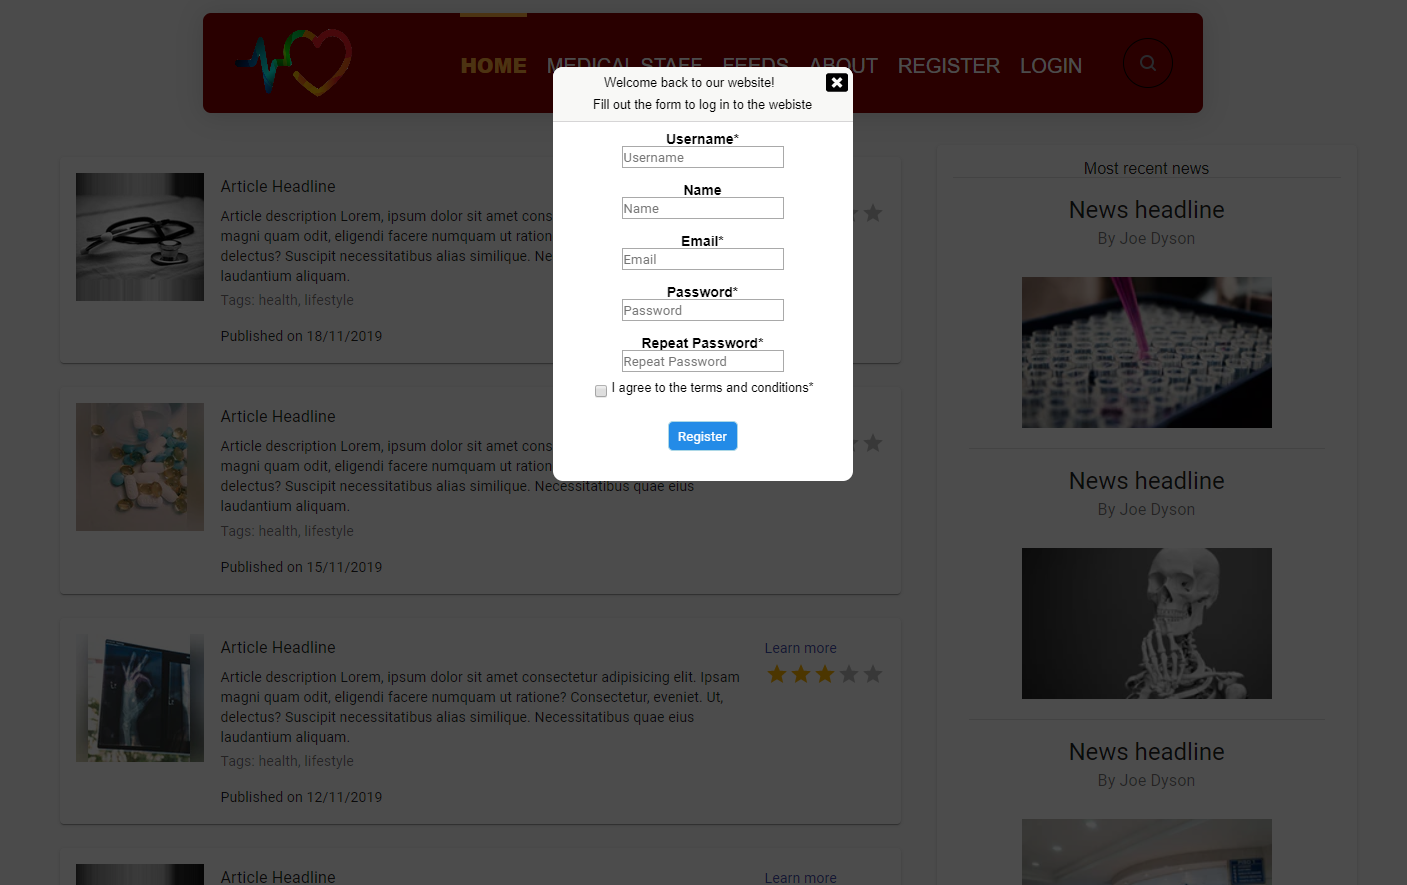 HOME MEDICAL STAFF FEEDS ABOUT REGISTER LOGIN
Welcome back to our website!
Fill out the form to log in to the webiste
Username*
Username
Name
Name
Email*
Email
Password*
Password
Repeat Password*
Repeat Password
I agree to the terms and conditions*
Register
Article Headline
Article description Lorem, ipsum dolor sit amet
magni quam odit, eligendi facere numquam ut ration
delectus? Suscipit necessitatibus alias similique. Ne
laudantium aliquam.
Tags: health, lifestyle
Published on 18/11/2019
Article Headline
Article description Lorem, ipsum dolor sit amet
magni quam odit, eligendi facere numquam ut ration
delectus? Suscipit necessitatibus alias similique. Necessitatibus quae eius
laudantium aliquam.
Tags: health, lifestyle
Published on 15/11/2019
Article Headline
Learn more
Article description Lorem, ipsum dolor sit amet consectetur adipisicing elit. Ipsam
magni quam odit, eligendi facere numquam ut ratione? Consectetur, eveniet. Ut,
delectus? Suscipit necessitatibus alias similique. Necessitatibus quae eius
laudantium aliquam.
Tags: health, lifestyle
Published on 12/11/2019
Article Headline
Learn more
Most recent news
News headline
By Joe Dyson
News headline
By Joe Dyson
News headline
By Joe Dyson